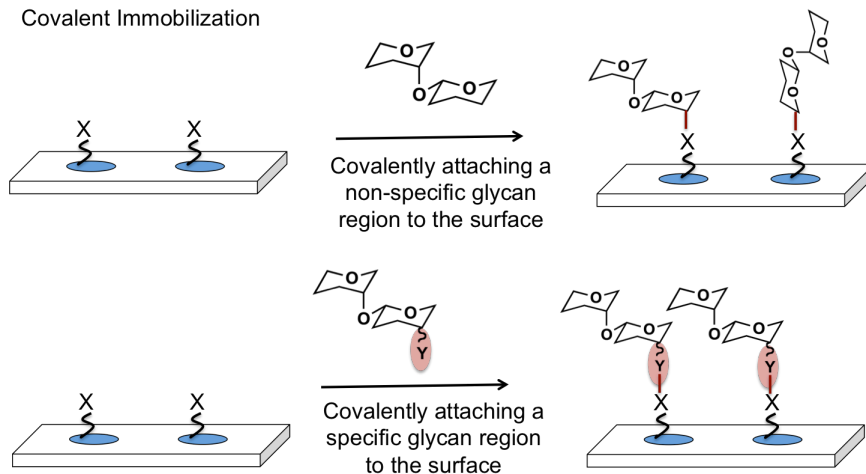 Covalent Immobilization
O
O
O
X
X
Covalently attaching a
non-specific glycan
region to the surface
O
O
O
X
O
O
O
X
O
O
O
Y
X
X
Covalently attaching a
specific glycan region
to the surface
O
O
O
Y
X
O
O
O
Y
X